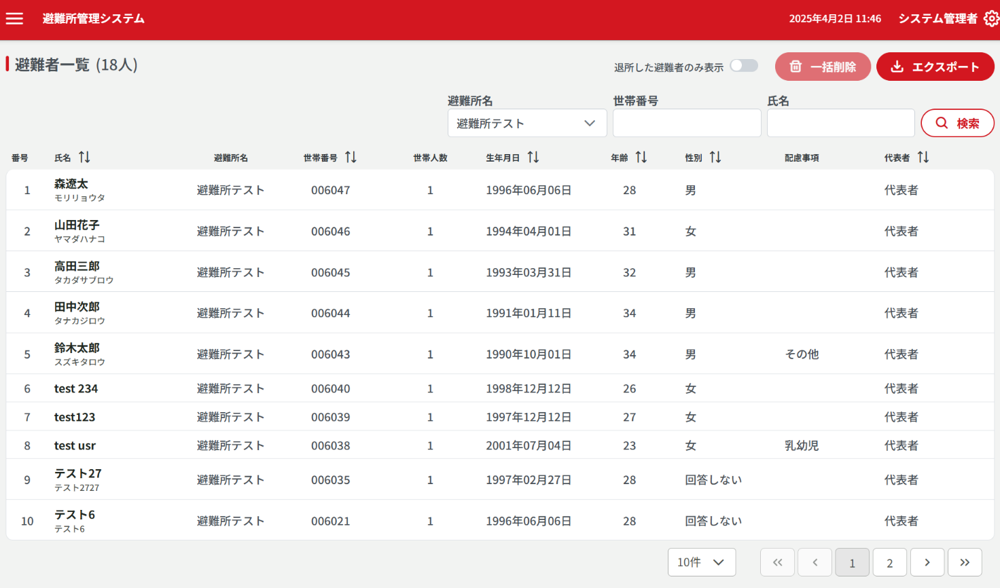 避難所管理システム 2025年4月2日 11:46 システム管理者
避難者一覧 (18人) 退所した避難者のみ表示 一括削除 エクスポート
避難所名 世帯番号 氏名
避難所テスト 検索
番号 氏名 避難所名 世帯番号 世帯人数 生年月日 年齢 性別 配慮事項 代表者
1 森遼太 避難所テスト 006047 1 1996年06月06日 28 男 代表者
モリリョウタ
2 山田花子 避難所テスト 006046 1 1994年04月01日 31 女 代表者
ヤマダハナコ
3 高田三郎 避難所テスト 006045 1 1993年03月31日 32 男 代表者
タカダサブロウ
4 田中次郎 避難所テスト 006044 1 1991年01月11日 34 男 代表者
タナカジロウ
5 鈴木太郎 避難所テスト 006043 1 1990年10月01日 34 男 その他 代表者
スズキタロウ
6 test 234 避難所テスト 006040 1 1998年12月12日 26 女 代表者
7 test123 避難所テスト 006039 1 1997年12月12日 27 女 代表者
8 test usr 避難所テスト 006038 1 2001年07月04日 23 女 乳幼児 代表者
9 テスト27 避難所テスト 006035 1 1997年02月27日 28 回答しない 代表者
テスト2727
10 テスト6 避難所テスト 006021 1 1996年06月06日 28 回答しない 代表者
テスト6
10件 1 2